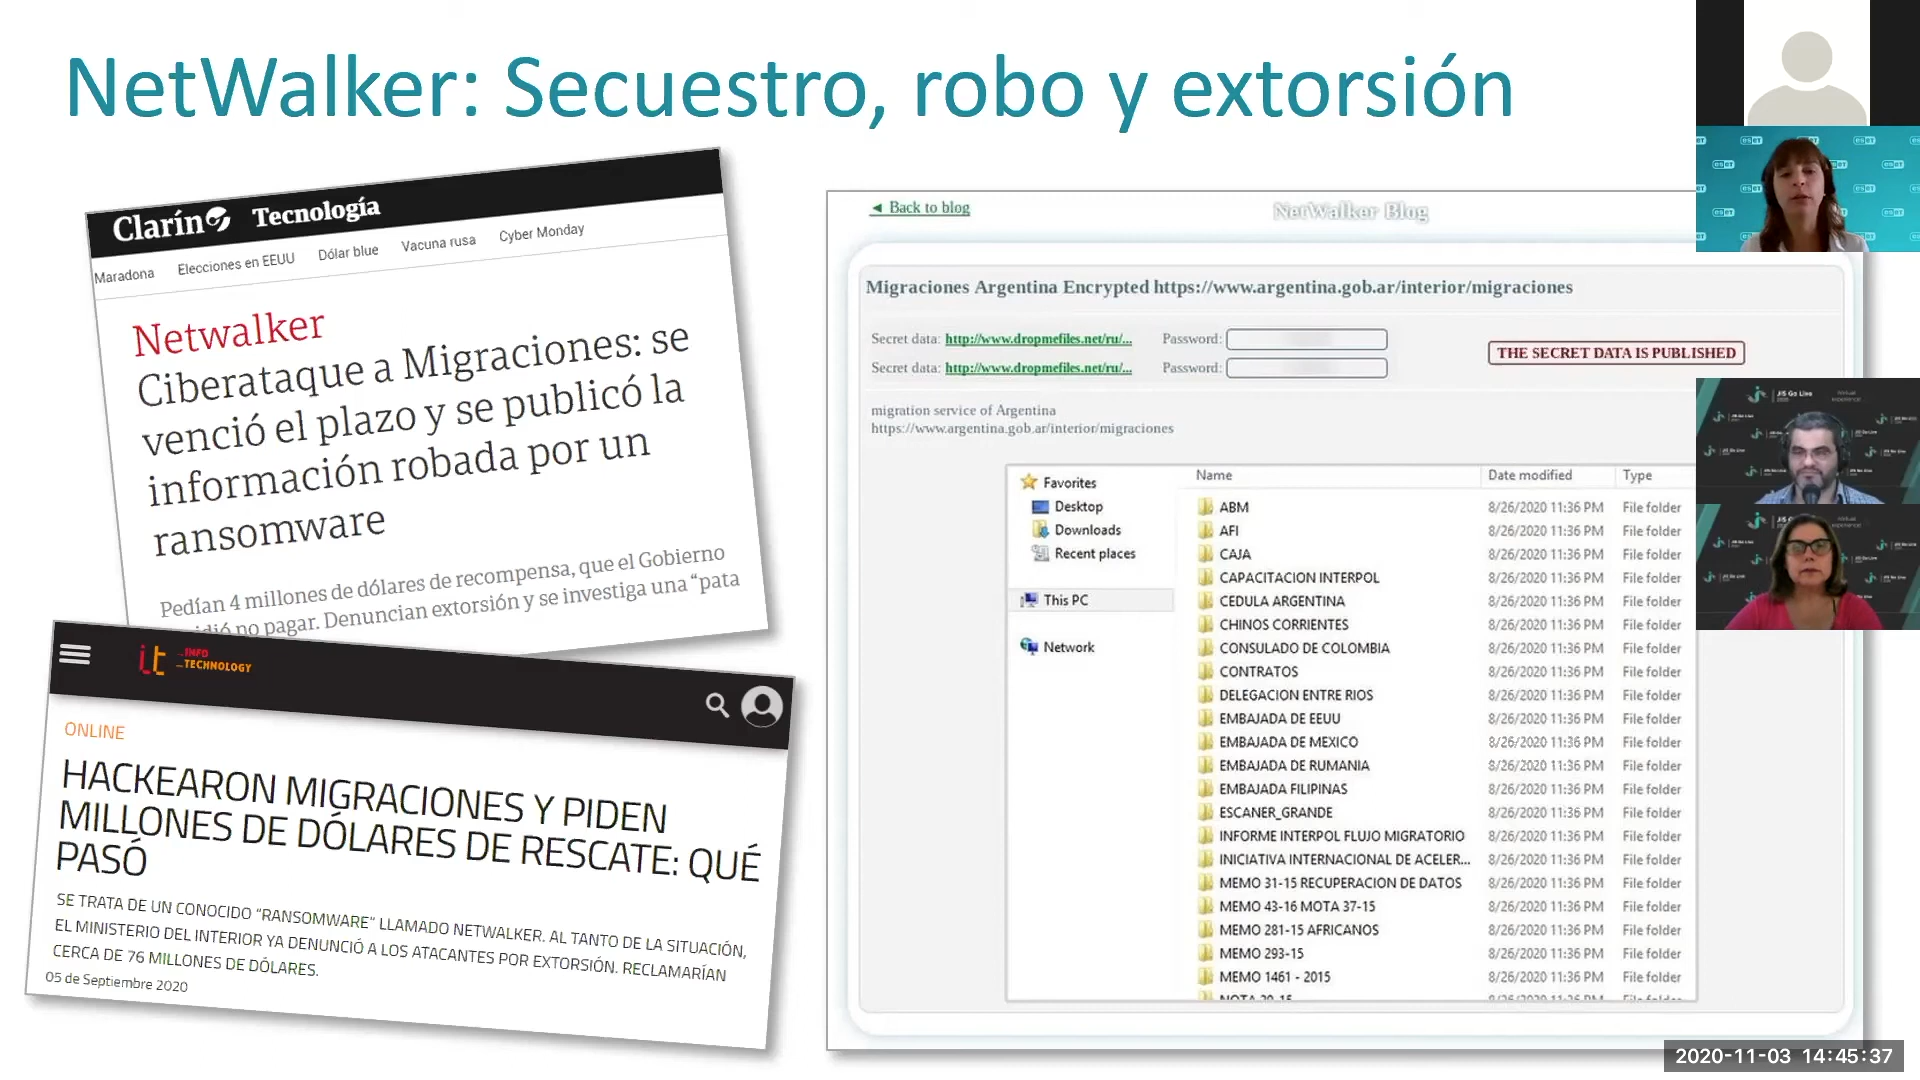 NetWalker: Secuestro, robo y extorsión
Clarín Tecnología
Maradona Elecciones en EEUU Dólar blue Vacuna rusa Cyber Monday
Netwalker
Ciberataque a Migraciones: se
venció el plazo y se publicó la
información robada por un
ransomware
Pedían 4 millones de dólares de recompensa, que el Gobierno
no pagar. Denuncian extorsión y se investiga una “pata
it INFO
TECHNOLOGY
ONLINE
HACKEARON MIGRACIONES Y PIDEN
MILLONES DE DÓLARES DE RESCATE: QUÉ
PASÓ
SE TRATA DE UN CONOCIDO “RANSOMWARE” LLAMADO NETWALKER. AL TANTO DE LA SITUACIÓN,
EL MINISTERIO DEL INTERIOR YA DENUNCIÓ A LOS ATACANTES POR EXTORSIÓN. RECLAMARÍAN
CERCA DE 76 MILLONES DE DÓLARES.
05 de Septiembre 2020
◄ Back to blog
NetWalker Blog
Migraciones Argentina Encrypted https://www.argentina.gob.ar/interior/migraciones
Secret data: http://www.dropmefiles.net/ru/... Password:
Secret data: http://www.dropmefiles.net/ru/... Password:
THE SECRET DATA IS PUBLISHED
migration service of Argentina
https://www.argentina.gob.ar/interior/migraciones
Favorites
Desktop
Downloads
Recent places
This PC
Network
Name Date modified Type
ABM 8/26/2020 11:36 PM File folder
AFI 8/26/2020 11:36 PM File folder
CAJA 8/26/2020 11:36 PM File folder
CAPACITACION INTERPOL 8/26/2020 11:36 PM File folder
CEDULA ARGENTINA 8/26/2020 11:36 PM File folder
CHINOS CORRIENTES 8/26/2020 11:36 PM File folder
CONSULADO DE COLOMBIA 8/26/2020 11:36 PM File folder
CONTRATOS 8/26/2020 11:36 PM File folder
DELEGACION ENTRE RIOS 8/26/2020 11:36 PM File folder
EMBAJADA DE EEUU 8/26/2020 11:36 PM File folder
EMBAJADA DE MEXICO 8/26/2020 11:36 PM File folder
EMBAJADA DE RUMANIA 8/26/2020 11:36 PM File folder
EMBAJADA FILIPINAS 8/26/2020 11:36 PM File folder
ESCANER_GRANDE 8/26/2020 11:36 PM File folder
INFORME INTERPOL FLUJO MIGRATORIO 8/26/2020 11:36 PM File folder
INICIATIVA INTERNACIONAL DE ACELER... 8/26/2020 11:36 PM File folder
MEMO 31-15 RECUPERACION DE DATOS 8/26/2020 11:36 PM File folder
MEMO 43-16 MOTA 37-15 8/26/2020 11:36 PM File folder
MEMO 281-15 AFRICANOS 8/26/2020 11:36 PM File folder
MEMO 293-15 8/26/2020 11:36 PM File folder
MEMO 1461 - 2015 8/26/2020 11:36 PM File folder
eset
JIS Go Live
2020-11-03 14:45:37